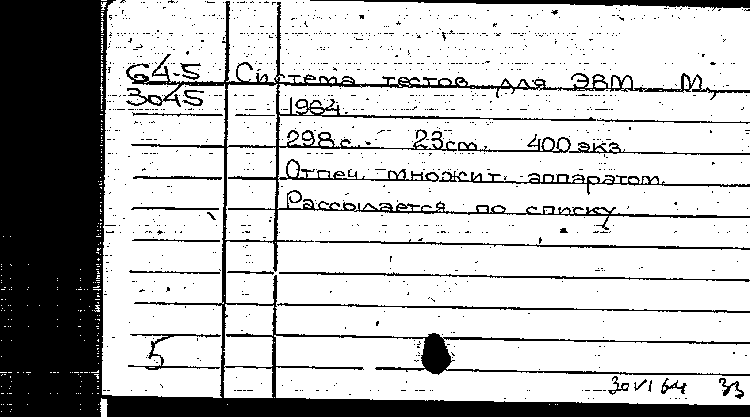 64-5 Система тестов для ЭВМ. М.,
3045 1964.
298 с. 23 см. 400 экз.
Отпеч. множит. аппаратом.
Рассылается по списку
5
30 VI 64 33